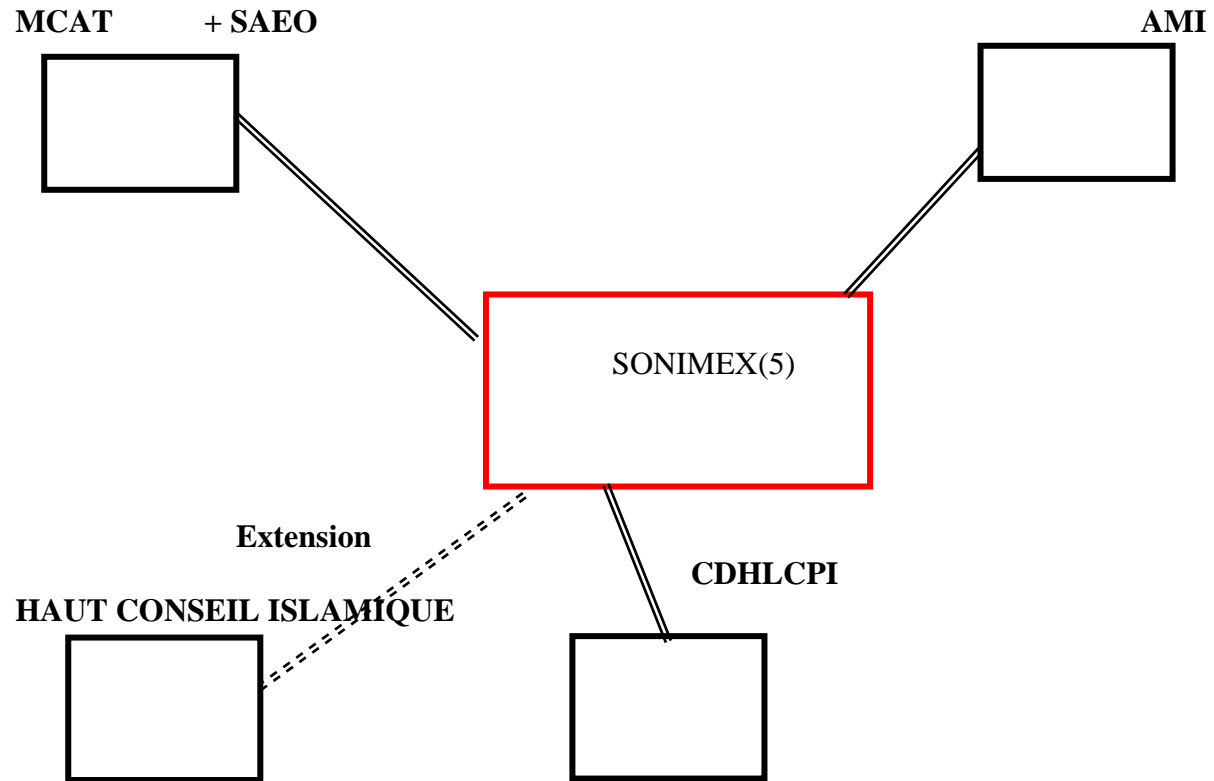 MCAT + SAEO
AMI
SONIMEX(5)
Extension
CDHLCPI
HAUT CONSEIL ISLAMIQUE